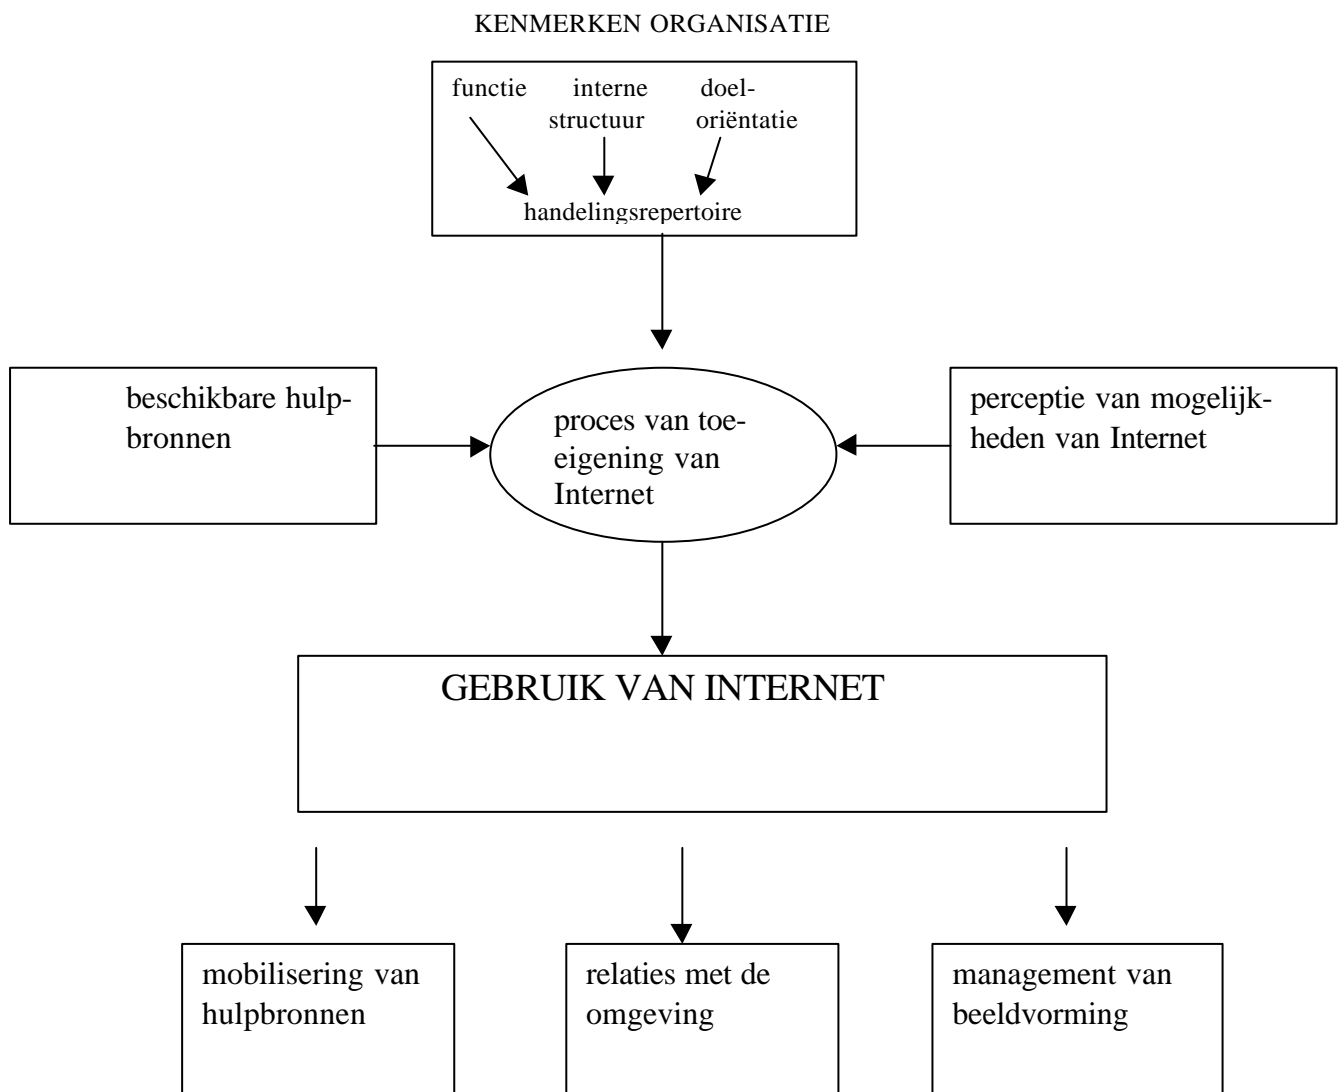 KENMERKEN ORGANISATIE
functie interne doel-
structuur oriëntatie
handelingsrepertoire
beschikbare hulp-
bronnen
proces van toe-
eigening van
Internet
perceptie van mogelijk-
heden van Internet
GEBRUIK VAN INTERNET
mobilisering van
hulpbronnen
relaties met de
omgeving
management van
beeldvorming